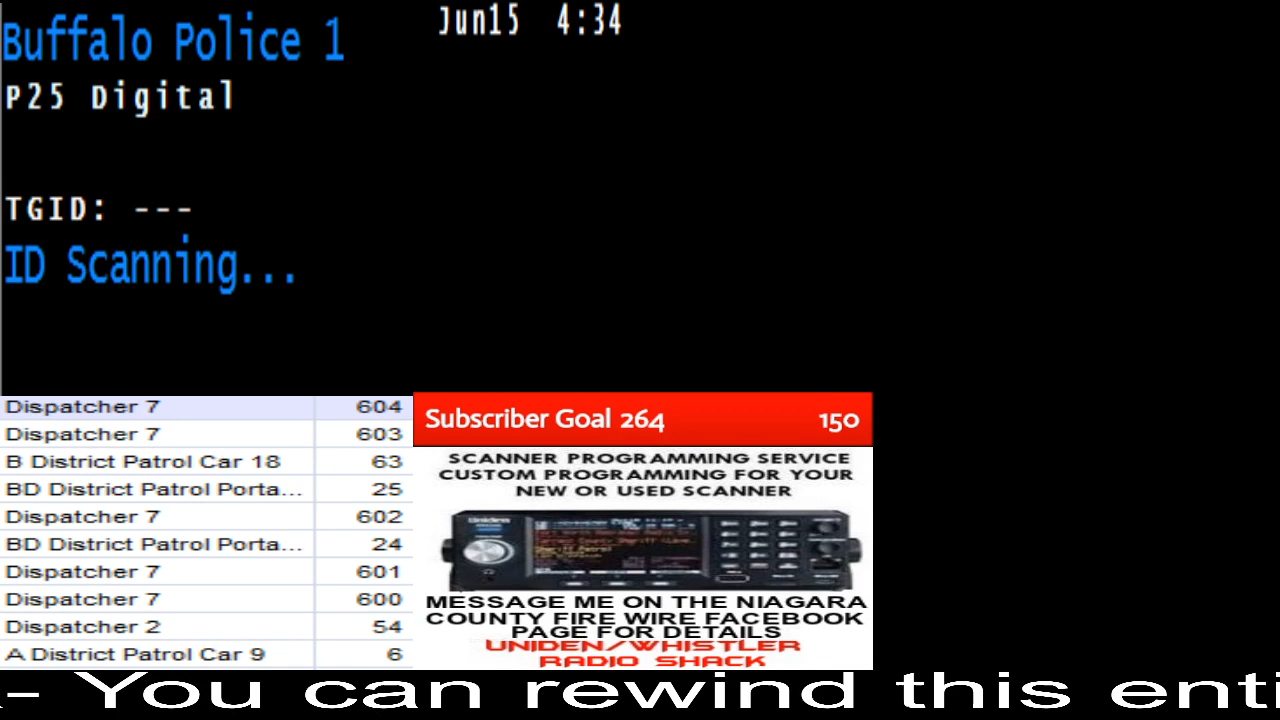 Buffalo Police 1
Jun15 4:34
P25 Digital
TGID: ---
ID Scanning...
Dispatcher 7 604
Dispatcher 7 603
B District Patrol Car 18 63
BD District Patrol Porta... 25
Dispatcher 7 602
BD District Patrol Porta... 24
Dispatcher 7 601
Dispatcher 7 600
Dispatcher 2 54
A District Patrol Car 9 6
Subscriber Goal 264 150
SCANNER PROGRAMMING SERVICE
CUSTOM PROGRAMMING FOR YOUR
NEW OR USED SCANNER
Uniden
MESSAGE ME ON THE NIAGARA
COUNTY FIRE WIRE FACEBOOK
PAGE FOR DETAILS
UNIDEN/WHISTLER
RADIO SHACK
- You can rewind this enti